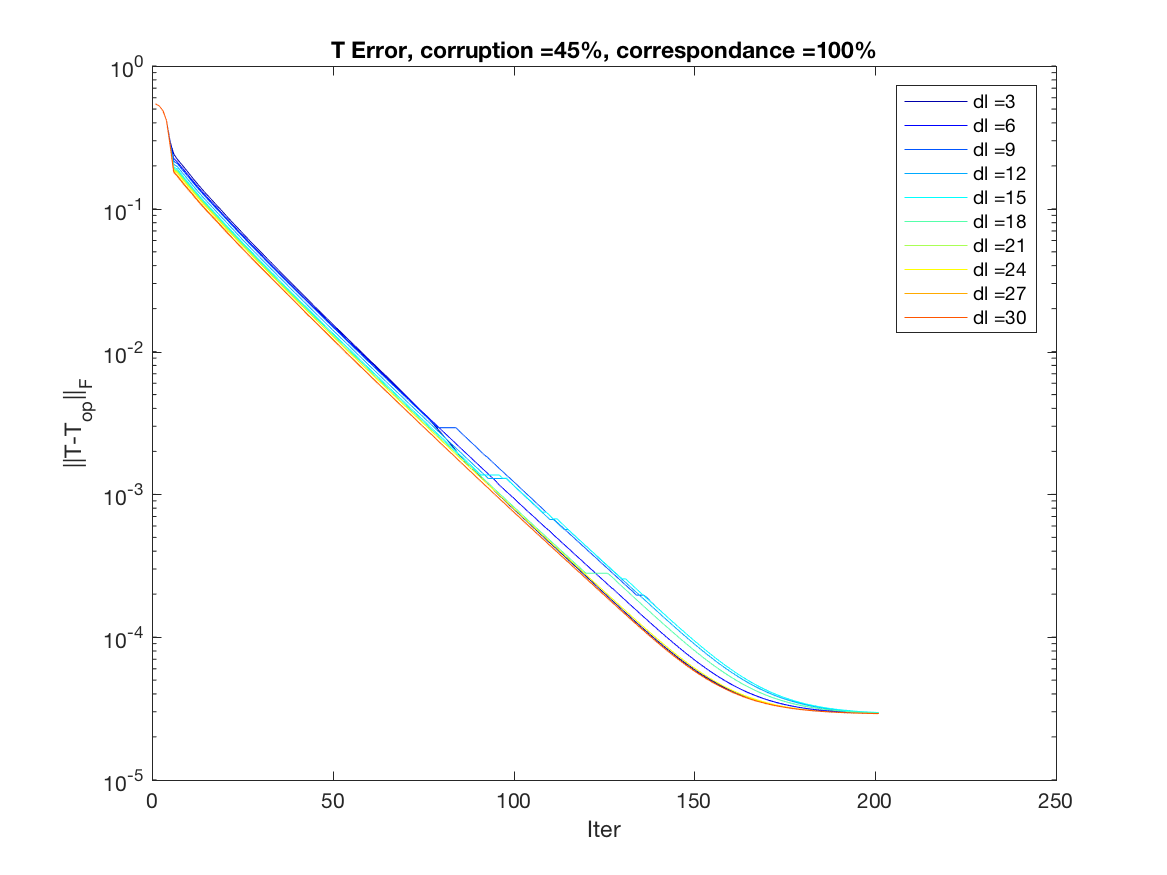 T Error, corruption =45%, correspondance =100%
10^0
10^-1
10^-2
10^-3
10^-4
10^-5
||T-T_op||_F
0 50 100 150 200 250
Iter
dl =3
dl =6
dl =9
dl =12
dl =15
dl =18
dl =21
dl =24
dl =27
dl =30